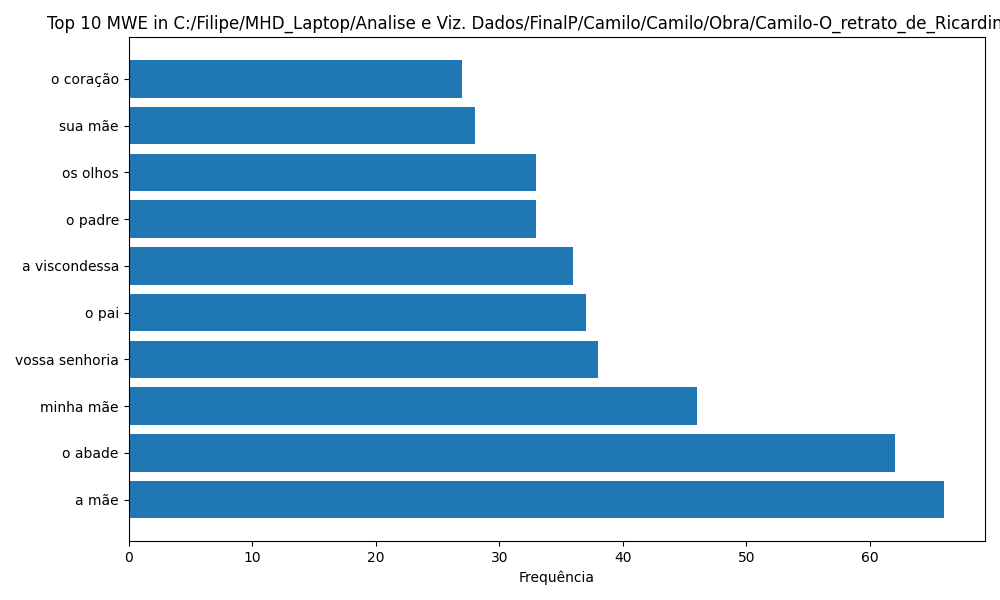 Top 10 MWE in C:/Filipe/MHD_Laptop/Analise e Viz. Dados/FinalP/Camilo/Camilo/Obra/Camilo-O_retrato_de_Ricardin
o coração
sua mãe
os olhos
o padre
a viscondessa
o pai
vossa senhoria
minha mãe
o abade
a mãe
0 10 20 30 40 50 60
Frequência